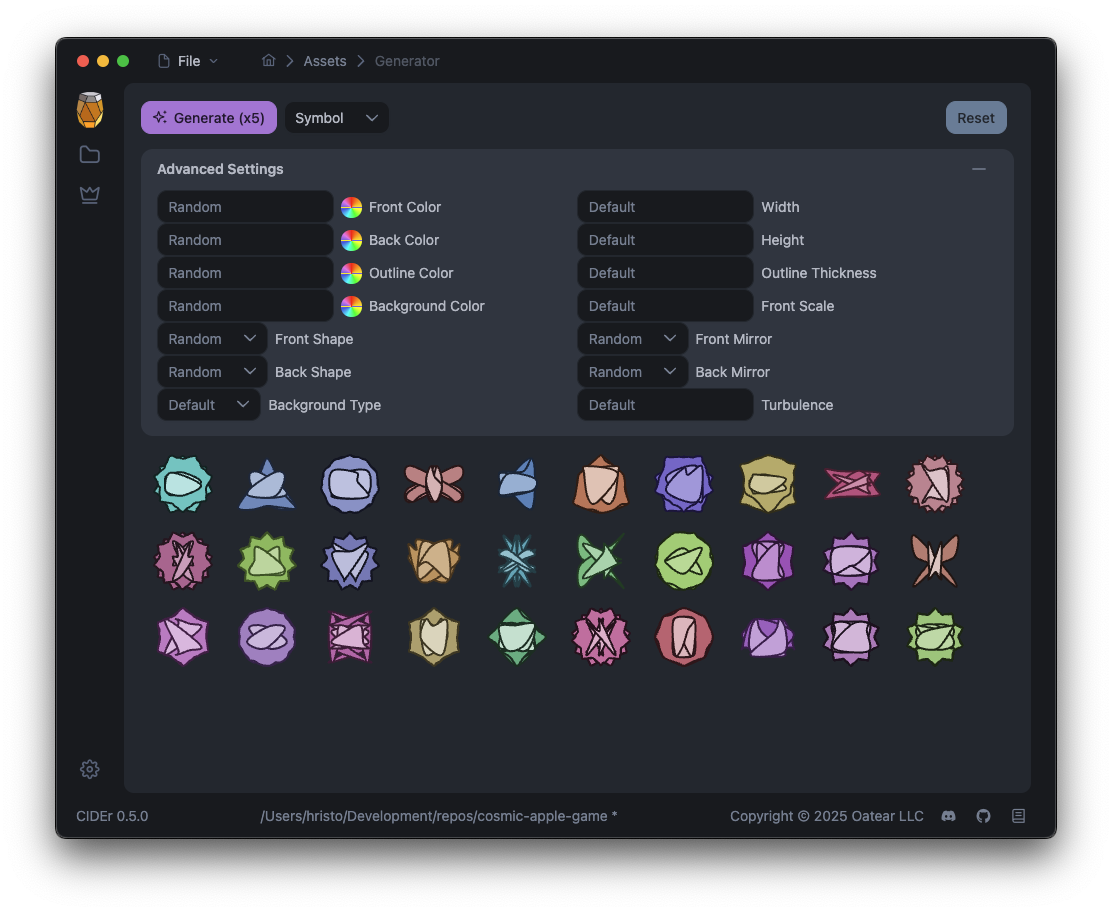 File
Assets
Generator
Generate (x5)
Symbol
Reset
Advanced Settings
Random Front Color Default Width
Random Back Color Default Height
Random Outline Color Default Outline Thickness
Random Background Color Default Front Scale
Random Front Shape Random Front Mirror
Random Back Shape Random Back Mirror
Default Background Type Default Turbulence
CIDEr 0.5.0
/Users/hristo/Development/repos/cosmic-apple-game *
Copyright © 2025 Oatear LLC